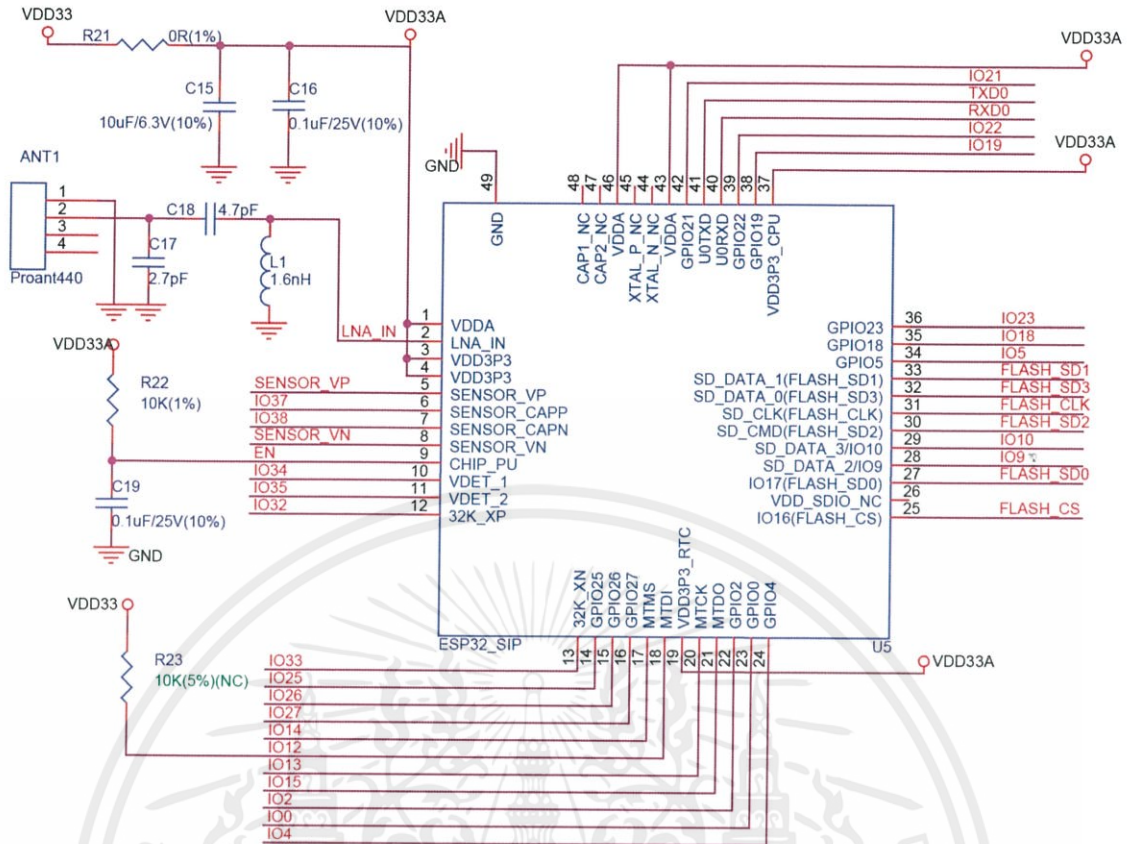 VDD33
R21
0R(1%)
VDD33A
C15
10uF/6.3V(10%)
C16
0.1uF/25V(10%)
ANT1
1
2
3
4
Proant440
C18
4.7pF
C17
2.7pF
L1
1.6nH
LNA_IN
VDD33A
R22
10K(1%)
C19
0.1uF/25V(10%)
GND
SENSOR_VP
IO37
IO38
SENSOR_VN
EN
IO34
IO35
IO32
1 VDDA
2 LNA_IN
3 VDD3P3
4 VDD3P3
5 SENSOR_VP
6 SENSOR_CAPP
7 SENSOR_CAPN
8 SENSOR_VN
9 CHIP_PU
10 VDET_1
11 VDET_2
12 32K_XP
GND
49
GND
48 CAP1_NC
47 CAP2_NC
46 VDDA
45 XTAL_P_NC
44 XTAL_N_NC
43 VDDA
42 GPIO21
41 U0TXD
40 U0RXD
39 GPIO22
38 GPIO19
37 VDD3P3_CPU
VDD33A
IO21
TXD0
RXD0
IO22
IO19
VDD33A
GPIO23 36 IO23
GPIO18 35 IO18
GPIO5 34 IO5
SD_DATA_1(FLASH_SD1) 33 FLASH_SD1
SD_DATA_0(FLASH_SD3) 32 FLASH_SD3
SD_CLK(FLASH_CLK) 31 FLASH_CLK
SD_CMD(FLASH_SD2) 30 FLASH_SD2
SD_DATA_3/IO10 29 IO10
SD_DATA_2/IO9 28 IO9
IO17(FLASH_SD0) 27 FLASH_SD0
VDD_SDIO_NC 26
IO16(FLASH_CS) 25 FLASH_CS
32K_XN 13
GPIO25 14
GPIO26 15
GPIO27 16
MTMS 17
MTDI 18
VDD3P3_RTC 19
MTCK 20
MTDO 21
GPIO2 22
GPIO0 23
GPIO4 24
ESP32_SIP
U5
VDD33A
VDD33
R23
10K(5%)(NC)
IO33
IO25
IO26
IO27
IO14
IO12
IO13
IO15
IO2
IO0
IO4